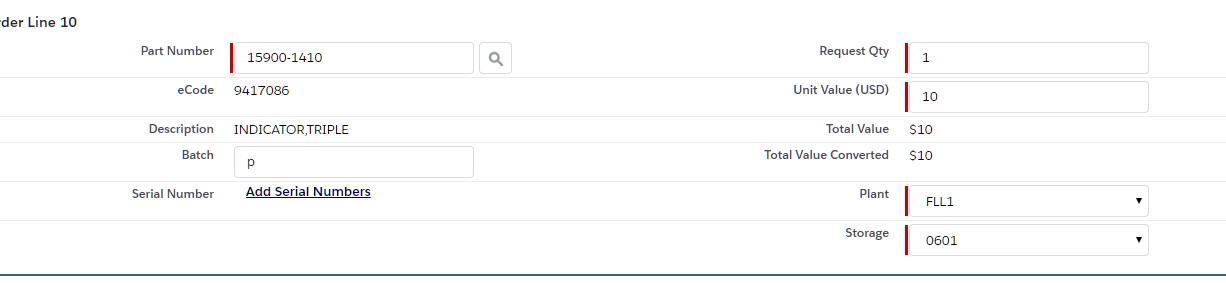 der Line 10
Part Number 15900-1410 Request Qty 1
eCode 9417086 Unit Value (USD) 10
Description INDICATOR,TRIPLE Total Value $10
Batch p Total Value Converted $10
Serial Number Add Serial Numbers Plant FLL1
Storage 0601